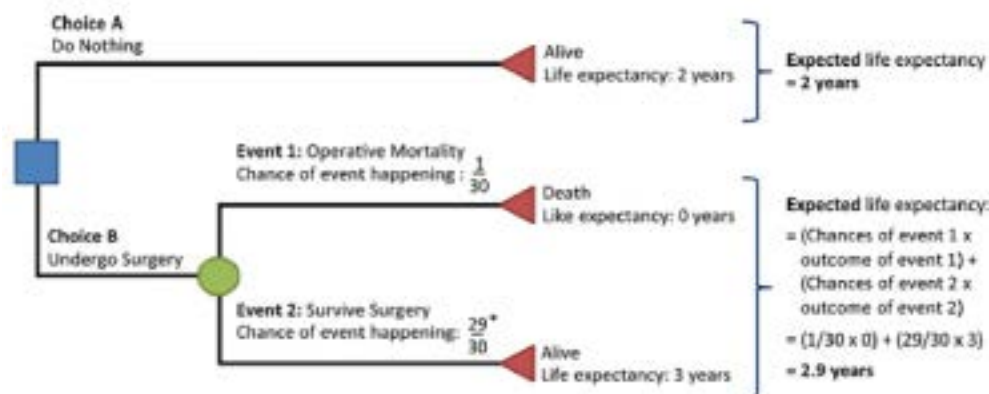 Choice A
Do Nothing
Alive
Life expectancy: 2 years
Expected life expectancy
= 2 years
Event 1: Operative Mortality
Chance of event happening : 1/30
Death
Like expectancy: 0 years
Choice B
Undergo Surgery
Event 2: Survive Surgery
Chance of event happening: 29*/30
Alive
Life expectancy: 3 years
Expected life expectancy:
= (Chances of event 1 x
outcome of event 1) +
(Chances of event 2 x
outcome of event 2)
= (1/30 x 0) + (29/30 x 3)
= 2.9 years